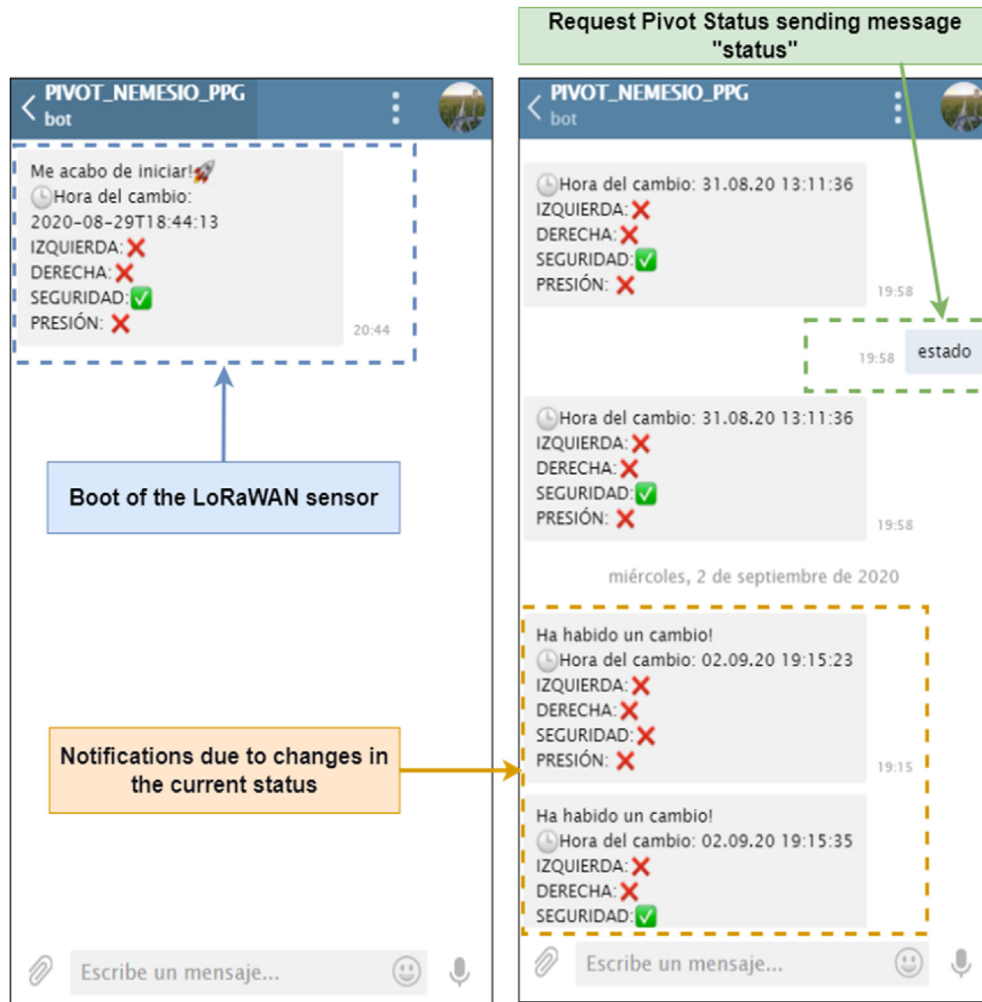 Request Pivot Status sending message
"status"
PIVOT_NEMESIO_PPG
bot
Me acabo de iniciar!🚀
🕒Hora del cambio:
2020-08-29T18:44:13
IZQUIERDA:❌
DERECHA:❌
SEGURIDAD:✅
PRESIÓN: ❌
20:44
Boot of the LoRaWAN sensor
Notifications due to changes in
the current status
Escribe un mensaje...
PIVOT_NEMESIO_PPG
bot
🕒Hora del cambio: 31.08.20 13:11:36
IZQUIERDA:❌
DERECHA:❌
SEGURIDAD:✅
PRESIÓN: ❌
19:58
19:58 estado
🕒Hora del cambio: 31.08.20 13:11:36
IZQUIERDA:❌
DERECHA:❌
SEGURIDAD:✅
PRESIÓN: ❌
19:58
miércoles, 2 de septiembre de 2020
Ha habido un cambio!
🕒Hora del cambio: 02.09.20 19:15:23
IZQUIERDA:❌
DERECHA:❌
SEGURIDAD:❌
PRESIÓN: ❌
19:15
Ha habido un cambio!
🕒Hora del cambio: 02.09.20 19:15:35
IZQUIERDA:❌
DERECHA:❌
SEGURIDAD:✅
Escribe un mensaje...